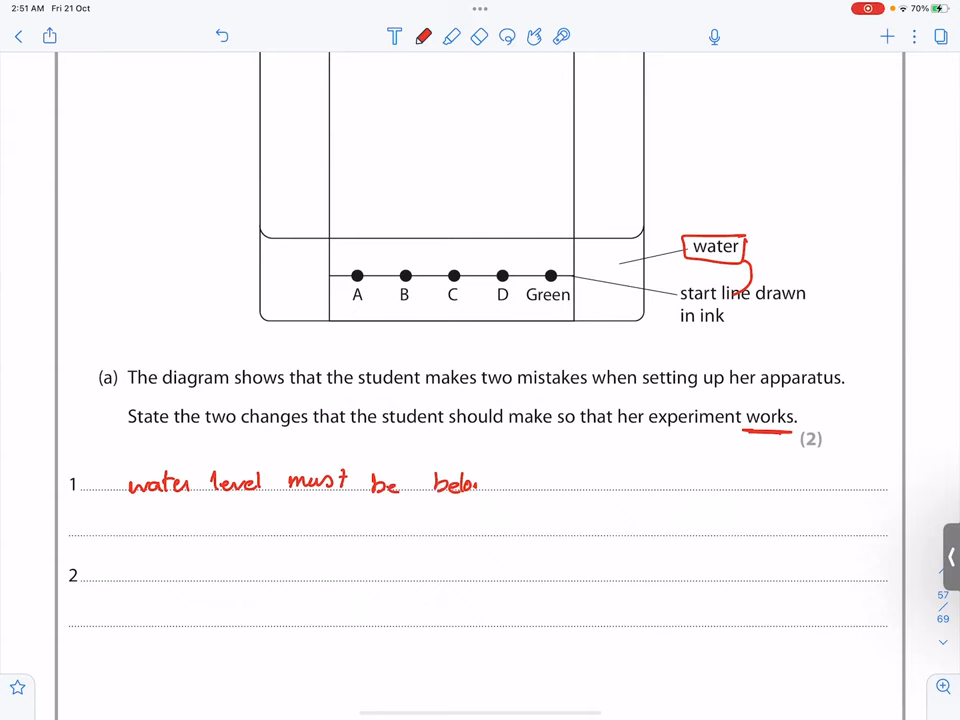 2:51 AM Fri 21 Oct
70%
water
A B C D Green
start line drawn
in ink
(a) The diagram shows that the student makes two mistakes when setting up her apparatus.
State the two changes that the student should make so that her experiment works.
(2)
1 water level must be belo
2
57
/
69